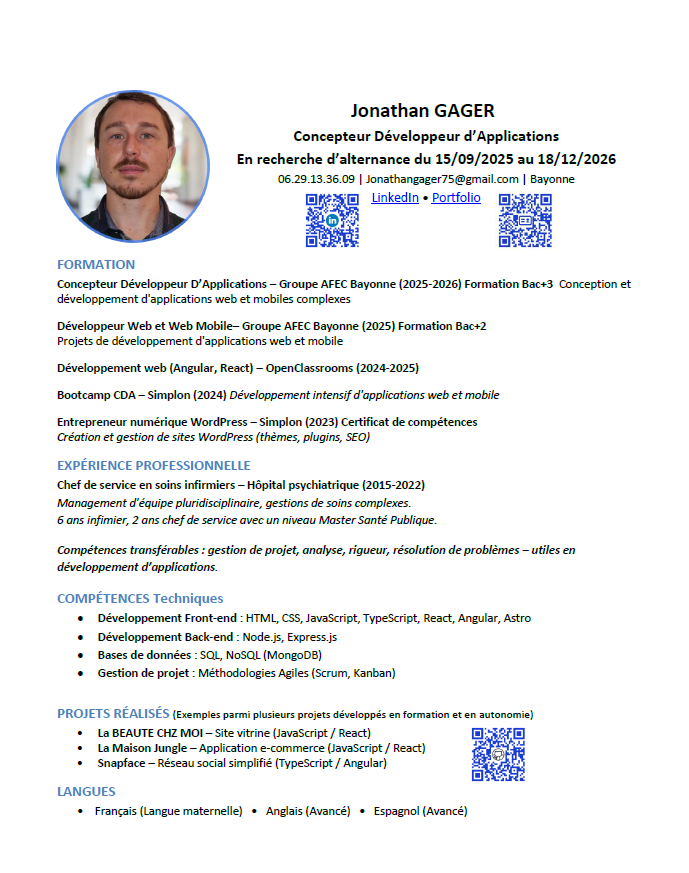 Jonathan GAGER
Concepteur Développeur d’Applications
En recherche d’alternance du 15/09/2025 au 18/12/2026
06.29.13.36.09 | Jonathangager75@gmail.com | Bayonne
LinkedIn • Portfolio
FORMATION
Concepteur Développeur D’Applications – Groupe AFEC Bayonne (2025-2026) Formation Bac+3 Conception et
développement d'applications web et mobiles complexes
Développeur Web et Web Mobile– Groupe AFEC Bayonne (2025) Formation Bac+2
Projets de développement d'applications web et mobile
Développement web (Angular, React) – OpenClassrooms (2024-2025)
Bootcamp CDA – Simplon (2024) Développement intensif d'applications web et mobile
Entrepreneur numérique WordPress – Simplon (2023) Certificat de compétences
Création et gestion de sites WordPress (thèmes, plugins, SEO)
EXPÉRIENCE PROFESSIONNELLE
Chef de service en soins infirmiers – Hôpital psychiatrique (2015-2022)
Management d'équipe pluridisciplinaire, gestions de soins complexes.
6 ans infimier, 2 ans chef de service avec un niveau Master Santé Publique.
Compétences transférables : gestion de projet, analyse, rigueur, résolution de problèmes – utiles en
développement d’applications.
COMPÉTENCES Techniques
• Développement Front-end : HTML, CSS, JavaScript, TypeScript, React, Angular, Astro
• Développement Back-end : Node.js, Express.js
• Bases de données : SQL, NoSQL (MongoDB)
• Gestion de projet : Méthodologies Agiles (Scrum, Kanban)
PROJETS RÉALISÉS (Exemples parmi plusieurs projets développés en formation et en autonomie)
• La BEAUTE CHZ MOI – Site vitrine (JavaScript / React)
• La Maison Jungle – Application e-commerce (JavaScript / React)
• Snapface – Réseau social simplifié (TypeScript / Angular)
LANGUES
• Français (Langue maternelle) • Anglais (Avancé) • Espagnol (Avancé)